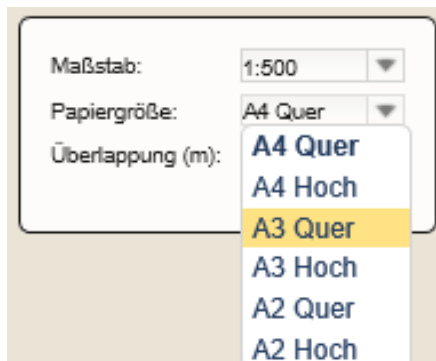 Maßstab: 1:500
Papiergröße: A4 Quer
Überlappung (m):
A4 Quer
A4 Hoch
A3 Quer
A3 Hoch
A2 Quer
A2 Hoch